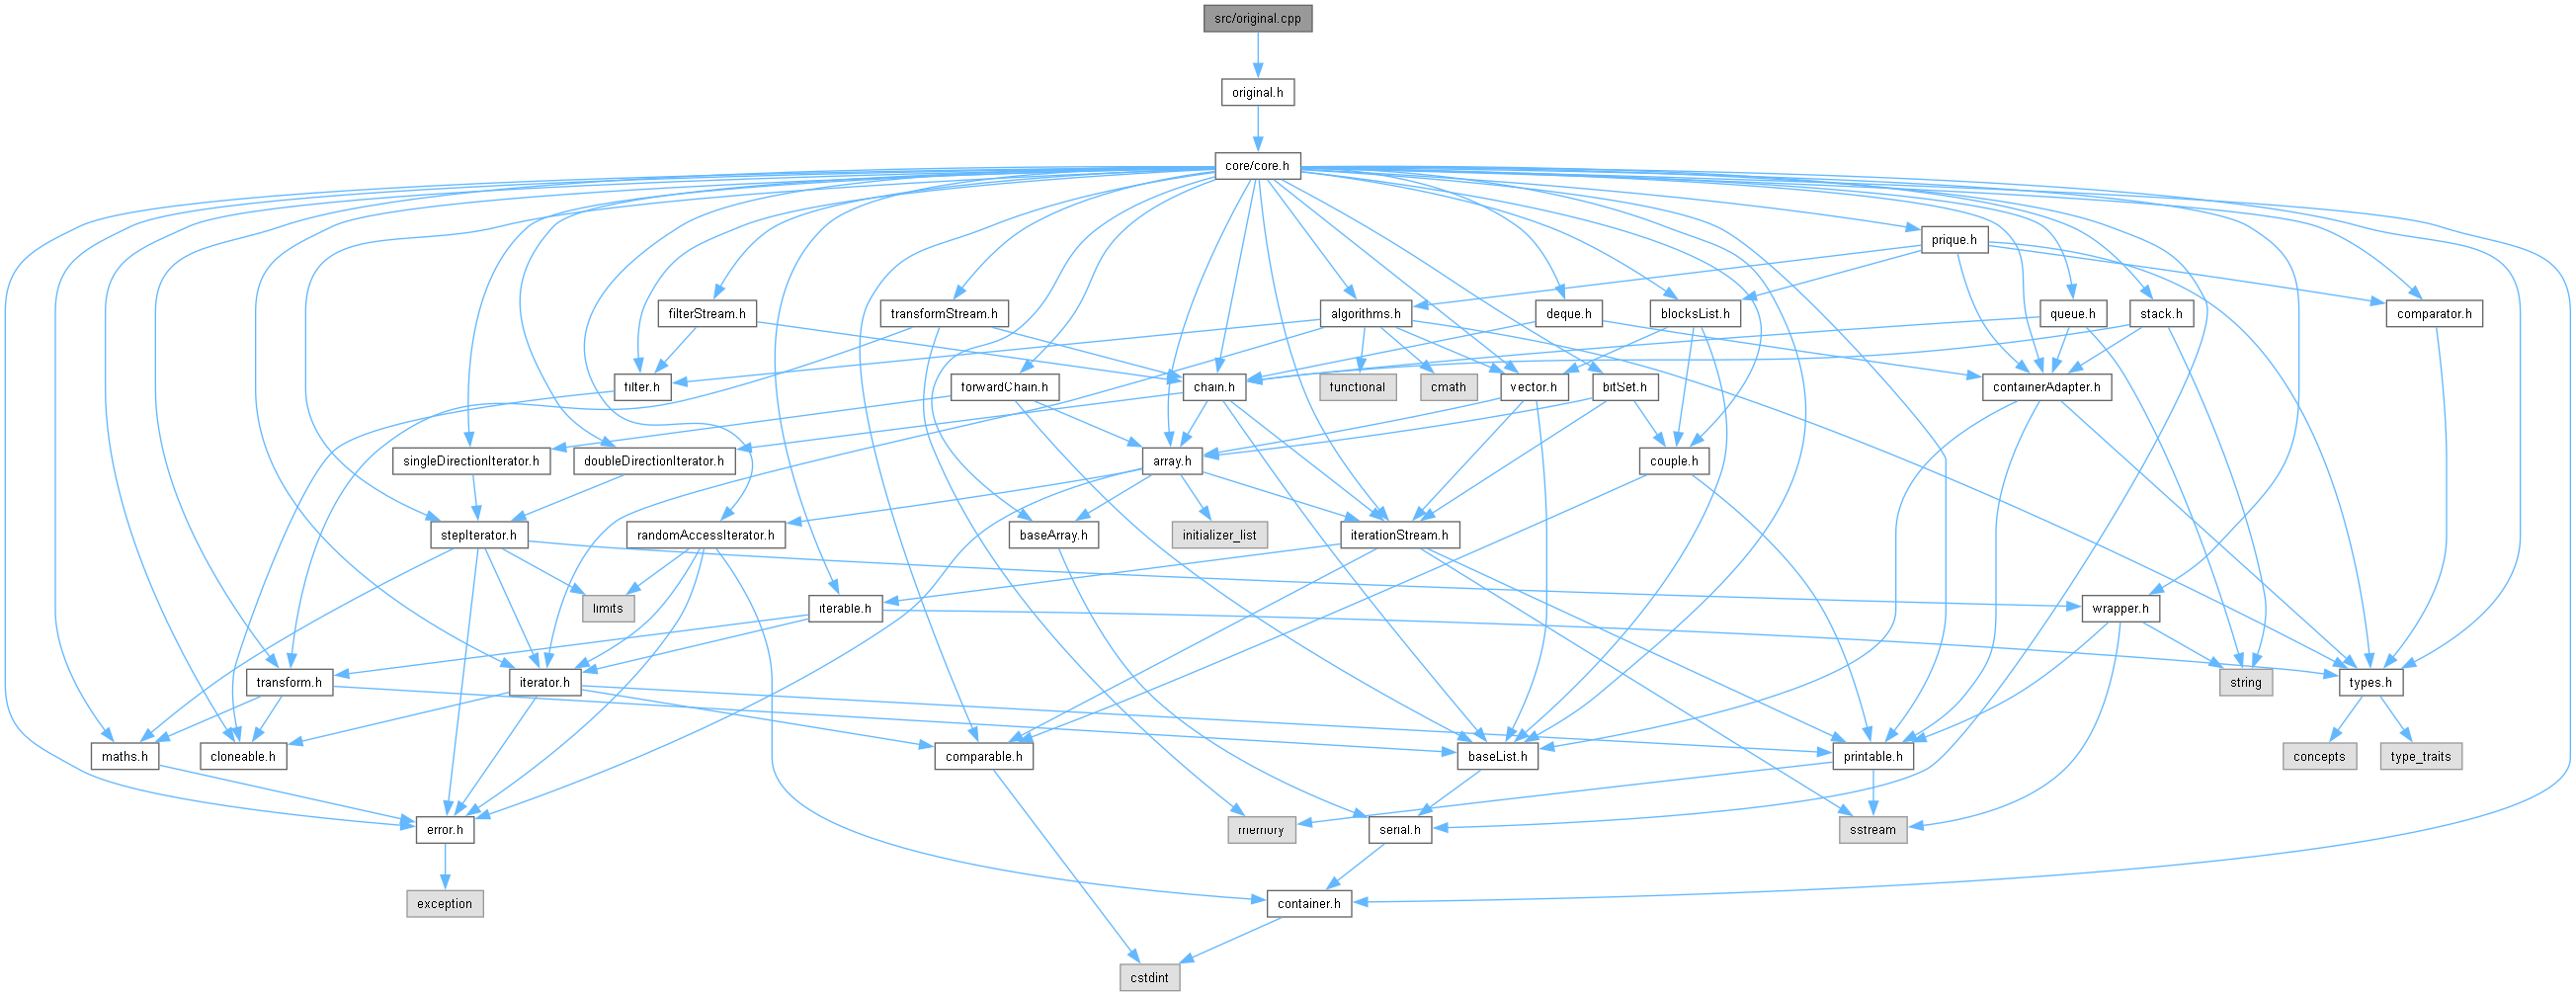 src/original.cpp
original.h
core/core.h
prique.h
filterStream.h
transformStream.h
algorithms.h
deque.h
blocksList.h
queue.h
stack.h
comparator.h
filter.h
forwardChain.h
chain.h
functional
cmath
vector.h
bitSet.h
containerAdapter.h
singleDirectionIterator.h
doubleDirectionIterator.h
array.h
couple.h
stepIterator.h
randomAccessIterator.h
baseArray.h
initializer_list
iterationStream.h
limits
iterable.h
wrapper.h
transform.h
iterator.h
string
types.h
maths.h
cloneable.h
comparable.h
baseList.h
printable.h
concepts
type_traits
error.h
memory
serial.h
sstream
exception
container.h
cstdint